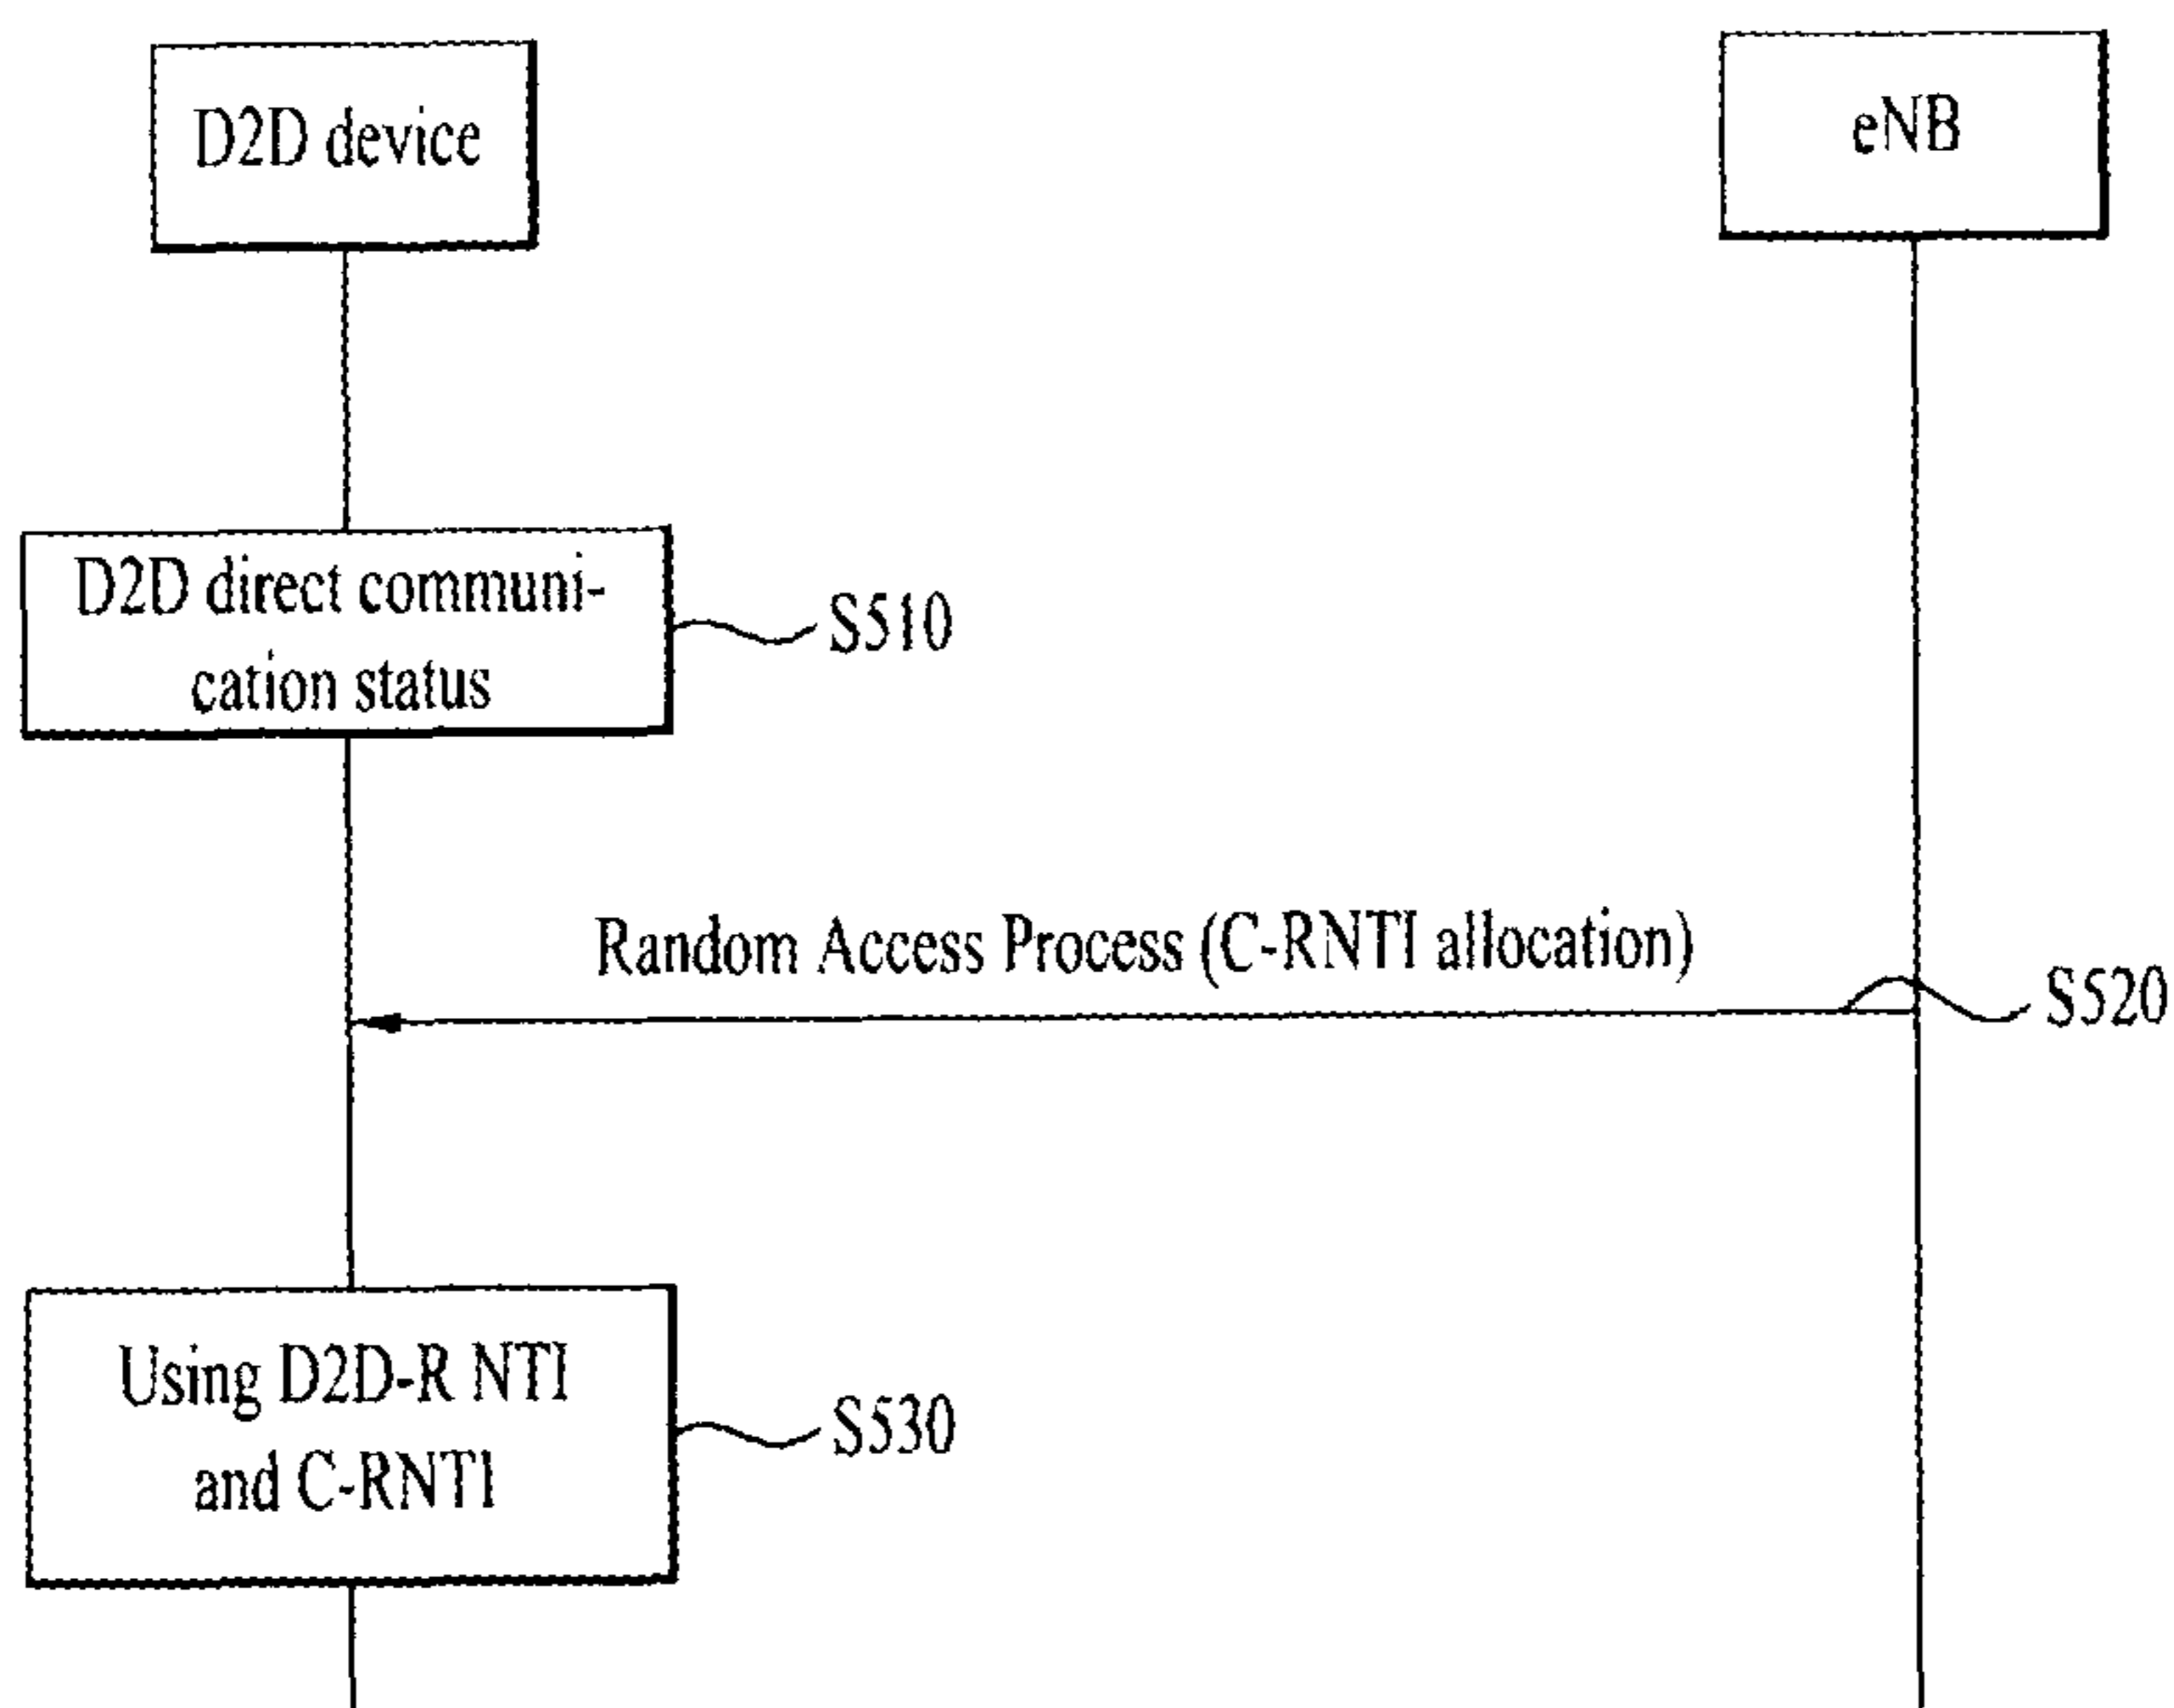 D2D device
eNB
D2D direct communi-
cation status
S510
Random Access Process (C-RNTI allocation)
S520
Using D2D-R NTI
and C-RNTI
S530